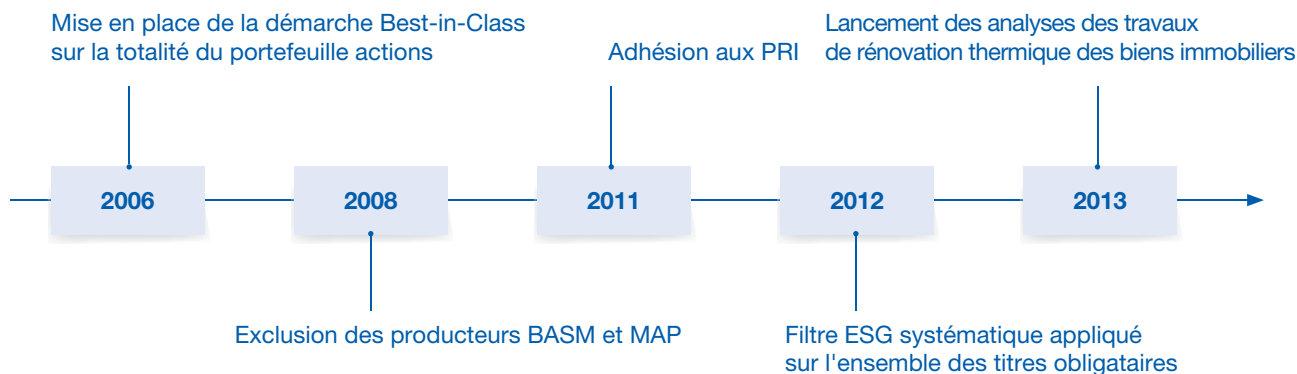 Mise en place de la démarche Best-in-Class
sur la totalité du portefeuille actions
Adhésion aux PRI
Lancement des analyses des travaux
de rénovation thermique des biens immobiliers
2006
2008
2011
2012
2013
Exclusion des producteurs BASM et MAP
Filtre ESG systématique appliqué
sur l'ensemble des titres obligataires